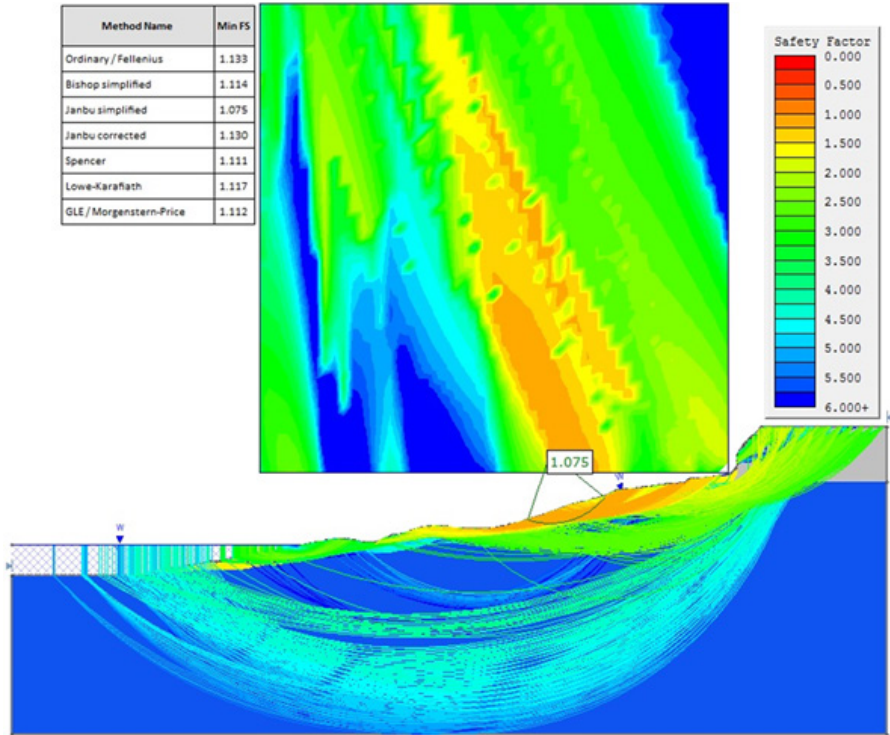 Method Name Min FS
Ordinary / Fellenius 1.133
Bishop simplified 1.114
Janbu simplified 1.075
Janbu corrected 1.130
Spencer 1.111
Lowe-Karafiath 1.117
GLE / Morgenstern-Price 1.112
Safety Factor
0.000
0.500
1.000
1.500
2.000
2.500
3.000
3.500
4.000
4.500
5.000
5.500
6.000+
1.075
W
W